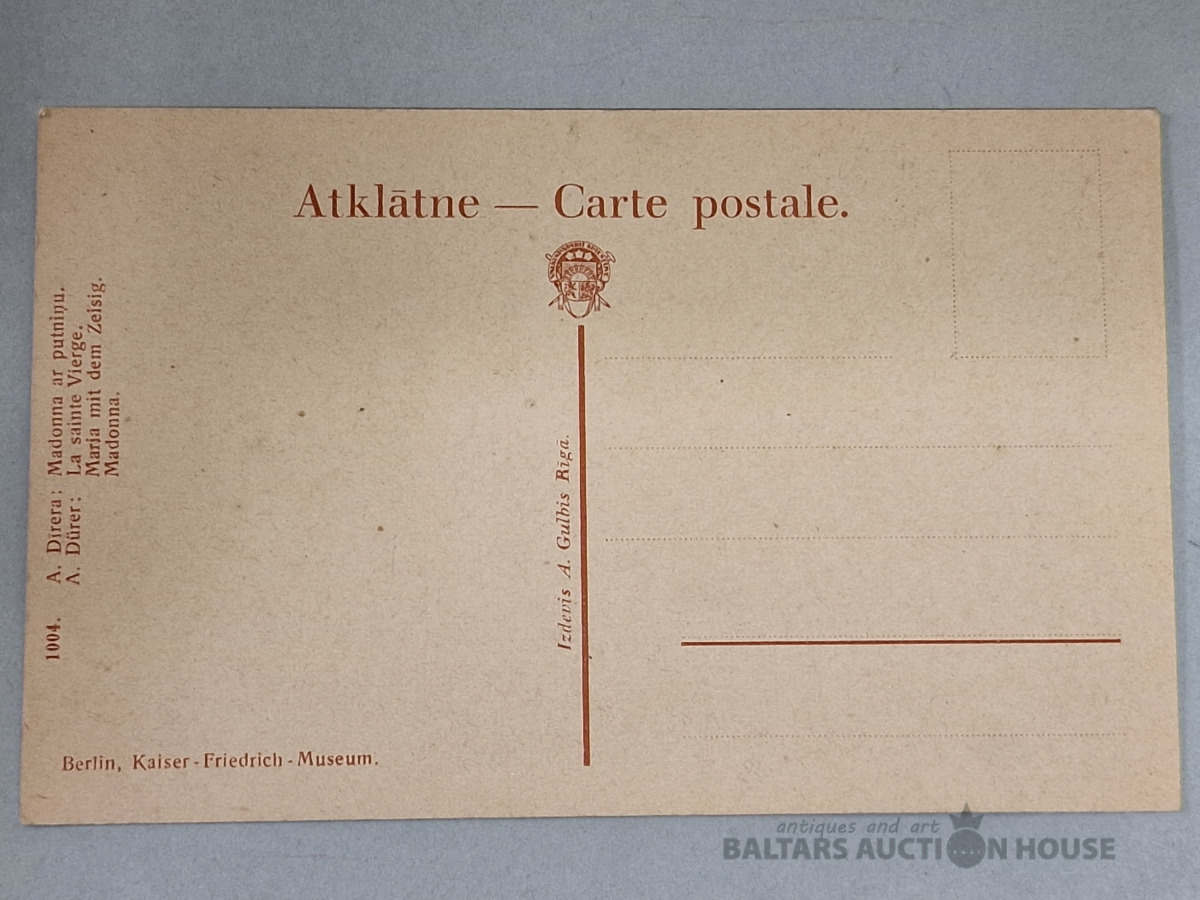 Atklātne — Carte postale.
1004. A. Direra: Madonna ar putniņu.
A. Dürer: La sainte Vierge.
Maria mit dem Zeisig.
Madonna.
Izdevis A. Gulbis Rīgā.
Berlin, Kaiser-Friedrich-Museum.
antiques and art
BALTARS AUCTION HOUSE